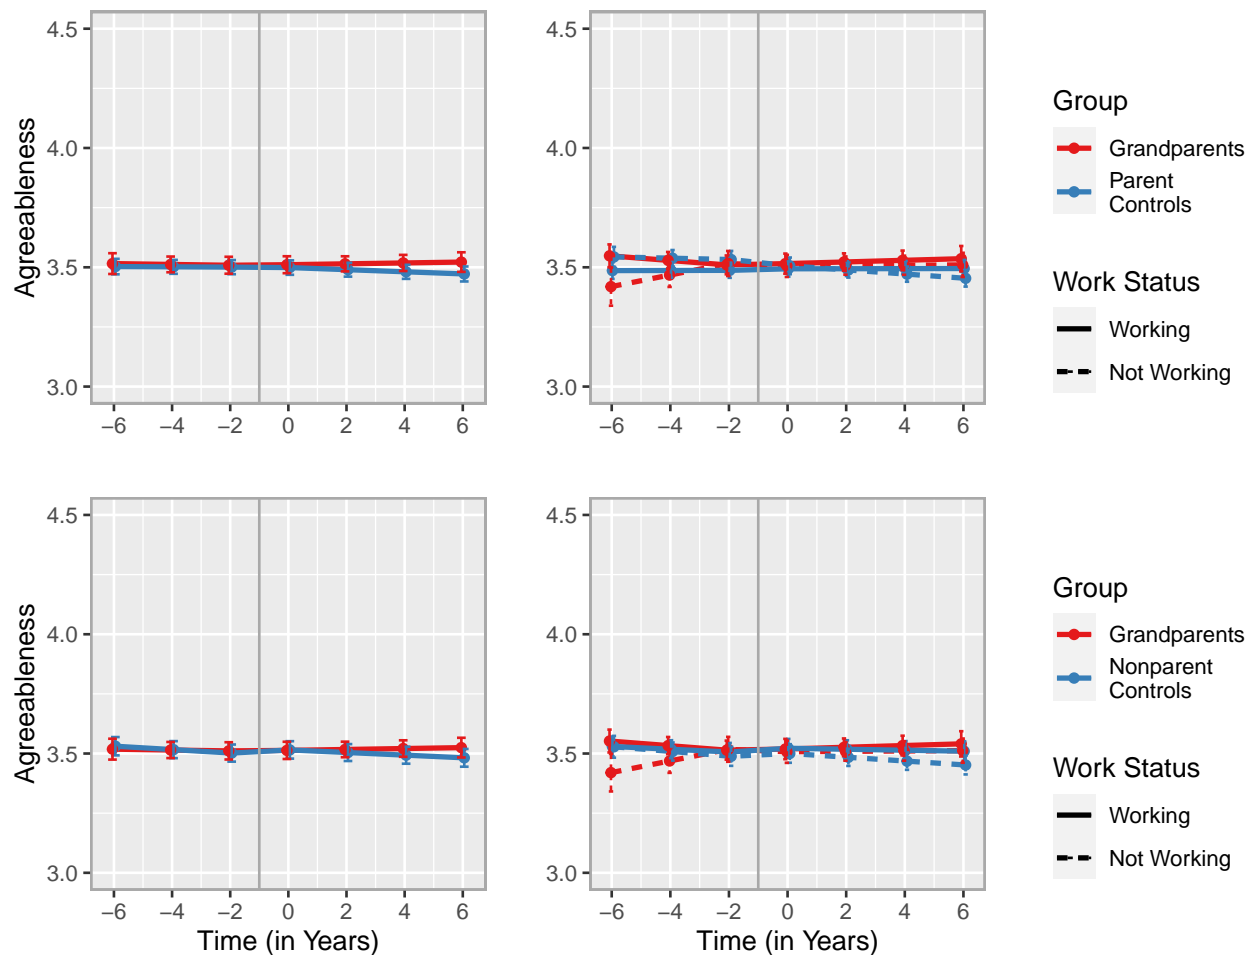 4.5
4.0
3.5
3.0
Agreeableness
−6 −4 −2 0 2 4 6
4.5
4.0
3.5
3.0
−6 −4 −2 0 2 4 6
Group
Grandparents
Parent
Controls
Work Status
Working
Not Working
4.5
4.0
3.5
3.0
Agreeableness
−6 −4 −2 0 2 4 6
Time (in Years)
4.5
4.0
3.5
3.0
−6 −4 −2 0 2 4 6
Time (in Years)
Group
Grandparents
Nonparent
Controls
Work Status
Working
Not Working